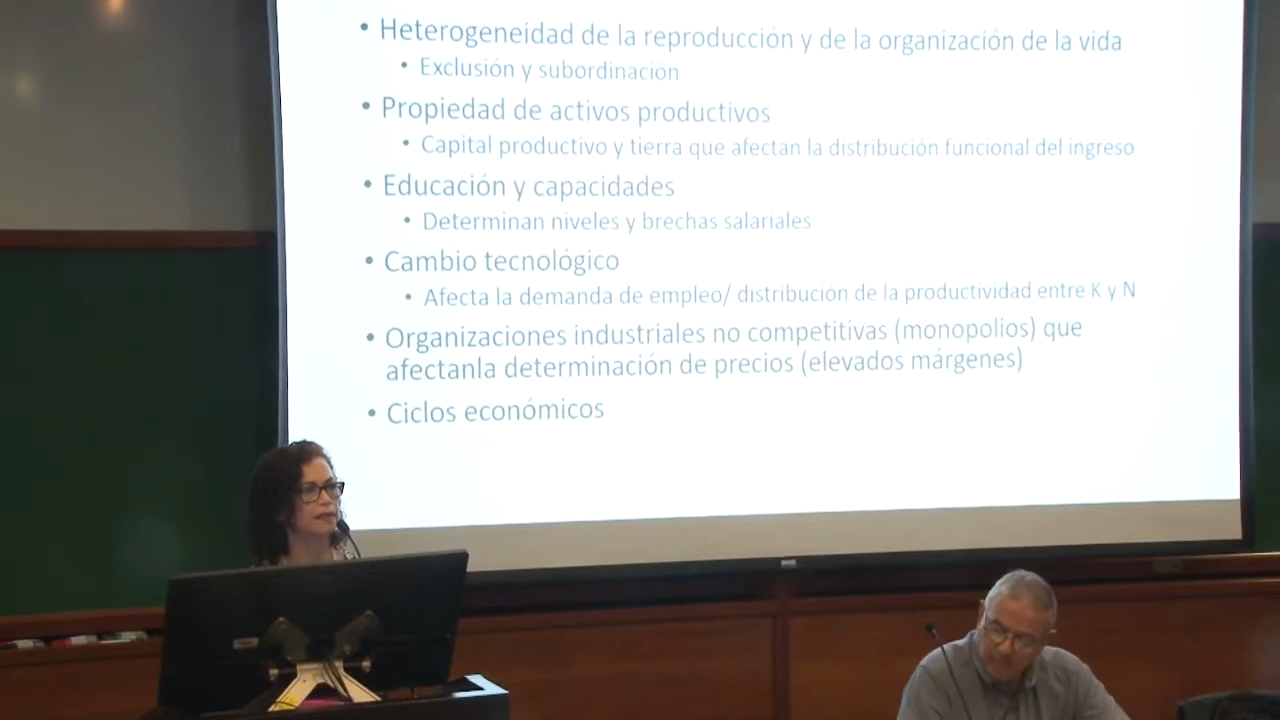 • Heterogeneidad de la reproducción y de la organización de la vida
• Exclusión y subordinación
• Propiedad de activos productivos
• Capital productivo y tierra que afectan la distribución funcional del ingreso
• Educación y capacidades
• Determinan niveles y brechas salariales
• Cambio tecnológico
• Afecta la demanda de empleo/ distribución de la productividad entre K y N
• Organizaciones industriales no competitivas (monopolios) que
afectanla determinación de precios (elevados márgenes)
• Ciclos económicos